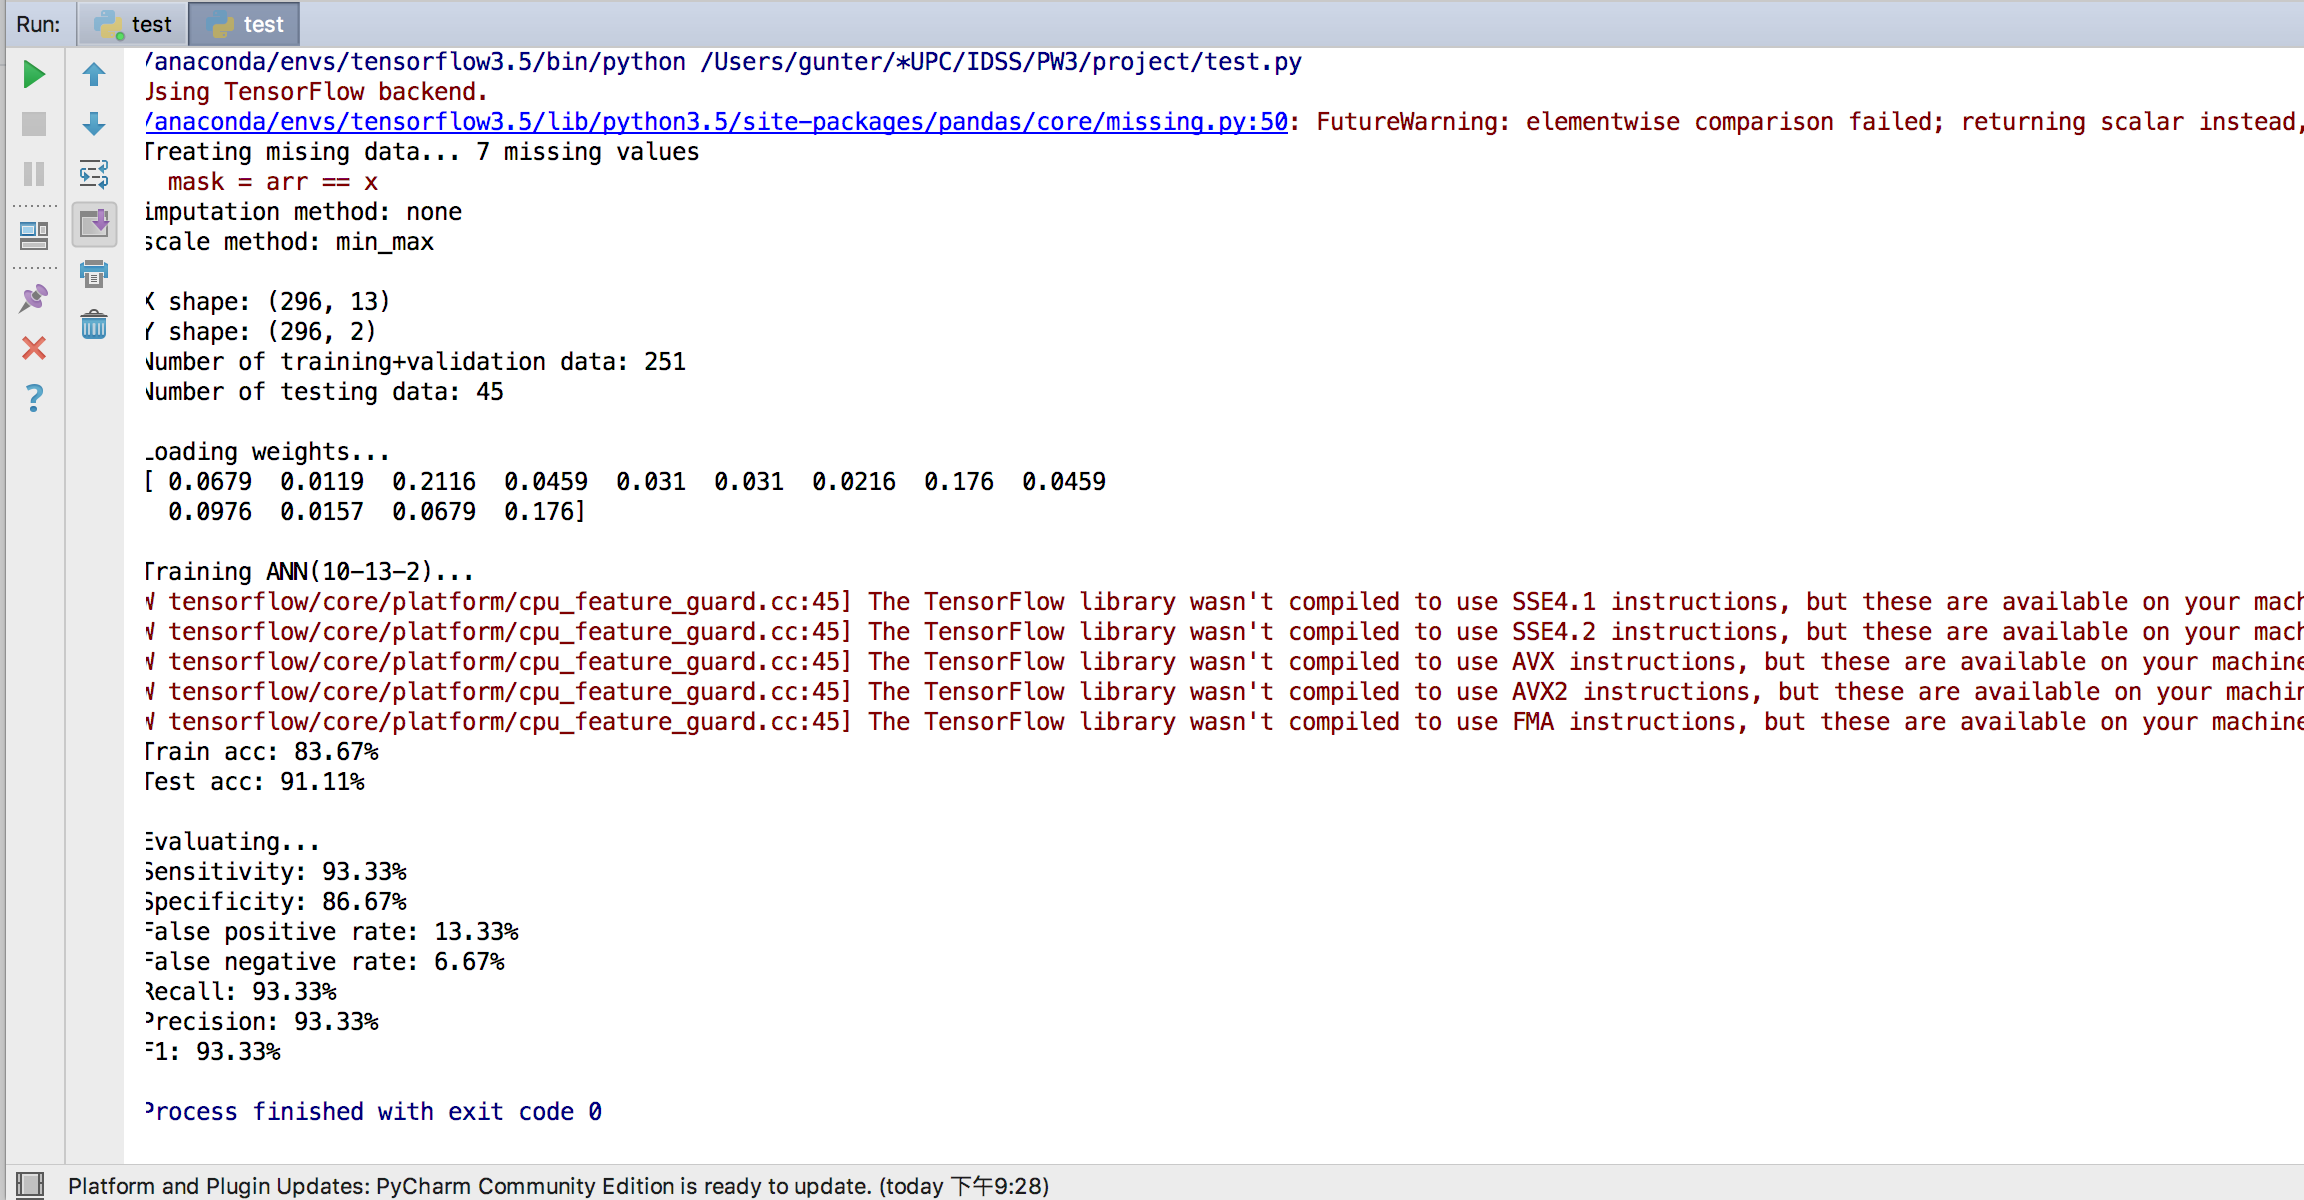 Run: test test
/anaconda/envs/tensorflow3.5/bin/python /Users/gunter/*UPC/IDSS/PW3/project/test.py
Using TensorFlow backend.
/anaconda/envs/tensorflow3.5/lib/python3.5/site-packages/pandas/core/missing.py:50: FutureWarning: elementwise comparison failed; returning scalar instead,
Treating mising data... 7 missing values
mask = arr == x
imputation method: none
scale method: min_max
X shape: (296, 13)
Y shape: (296, 2)
Number of training+validation data: 251
Number of testing data: 45
Loading weights...
[ 0.0679 0.0119 0.2116 0.0459 0.031 0.031 0.0216 0.176 0.0459
0.0976 0.0157 0.0679 0.176]
Training ANN(10-13-2)...
W tensorflow/core/platform/cpu_feature_guard.cc:45] The TensorFlow library wasn't compiled to use SSE4.1 instructions, but these are available on your mach
W tensorflow/core/platform/cpu_feature_guard.cc:45] The TensorFlow library wasn't compiled to use SSE4.2 instructions, but these are available on your mach
W tensorflow/core/platform/cpu_feature_guard.cc:45] The TensorFlow library wasn't compiled to use AVX instructions, but these are available on your machine
W tensorflow/core/platform/cpu_feature_guard.cc:45] The TensorFlow library wasn't compiled to use AVX2 instructions, but these are available on your machin
W tensorflow/core/platform/cpu_feature_guard.cc:45] The TensorFlow library wasn't compiled to use FMA instructions, but these are available on your machine
Train acc: 83.67%
Test acc: 91.11%
Evaluating...
Sensitivity: 93.33%
Specificity: 86.67%
False positive rate: 13.33%
False negative rate: 6.67%
Recall: 93.33%
Precision: 93.33%
F1: 93.33%
Process finished with exit code 0
Platform and Plugin Updates: PyCharm Community Edition is ready to update. (today 下午9:28)